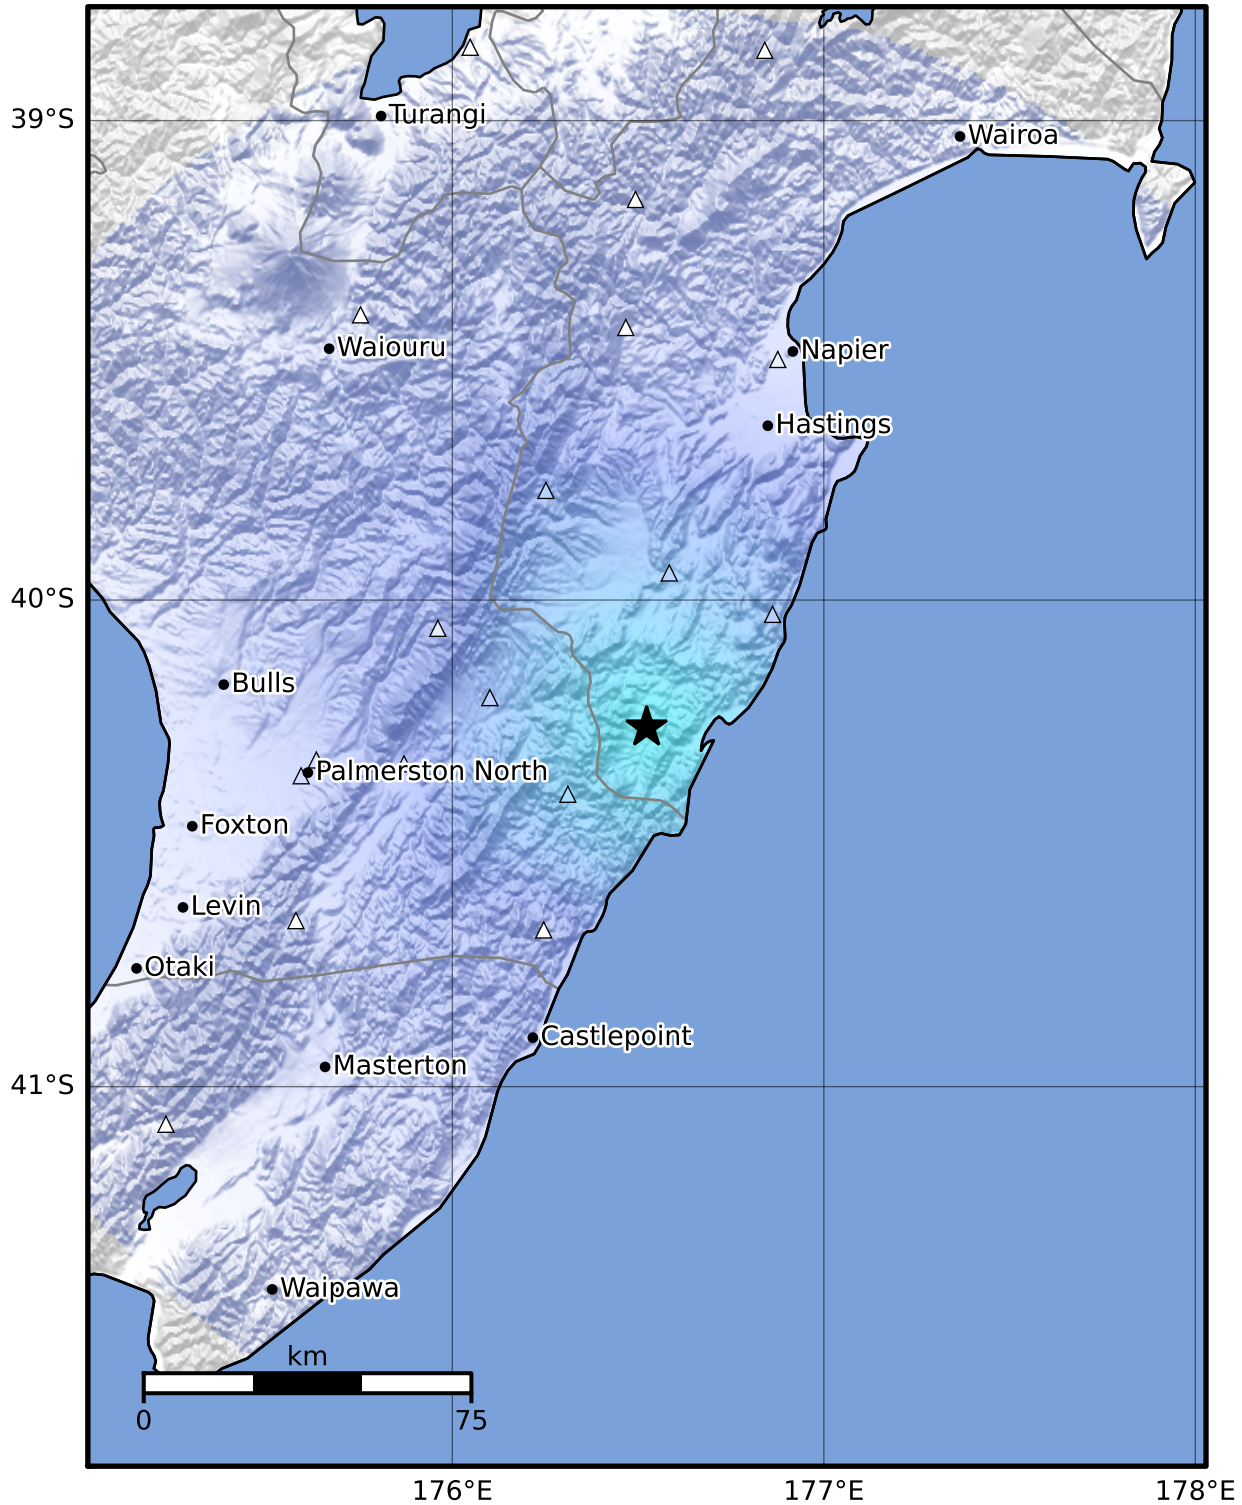 39°S
Turangi
Wairoa
Waiouru
Napier
Hastings
40°S
Bulls
Palmerston North
Foxton
Levin
Otaki
Castlepoint
Masterton
41°S
Waipawa
km
0
75
176°E
177°E
178°E